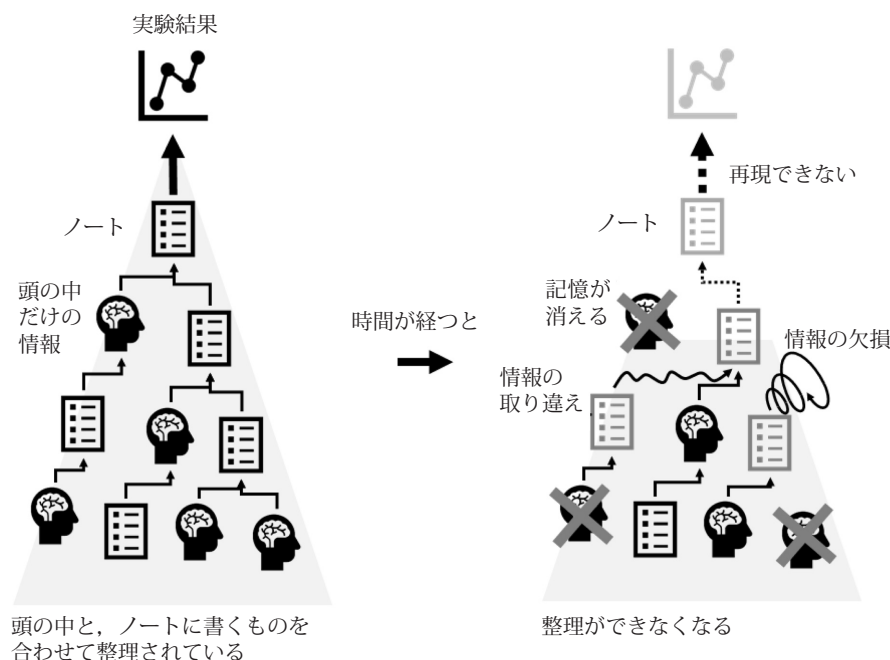 実験結果
ノート
頭の中
だけの
情報
頭の中と,ノートに書くものを
合わせて整理されている
時間が経つと
再現できない
ノート
記憶が
消える
情報の欠損
情報の
取り違え
整理ができなくなる